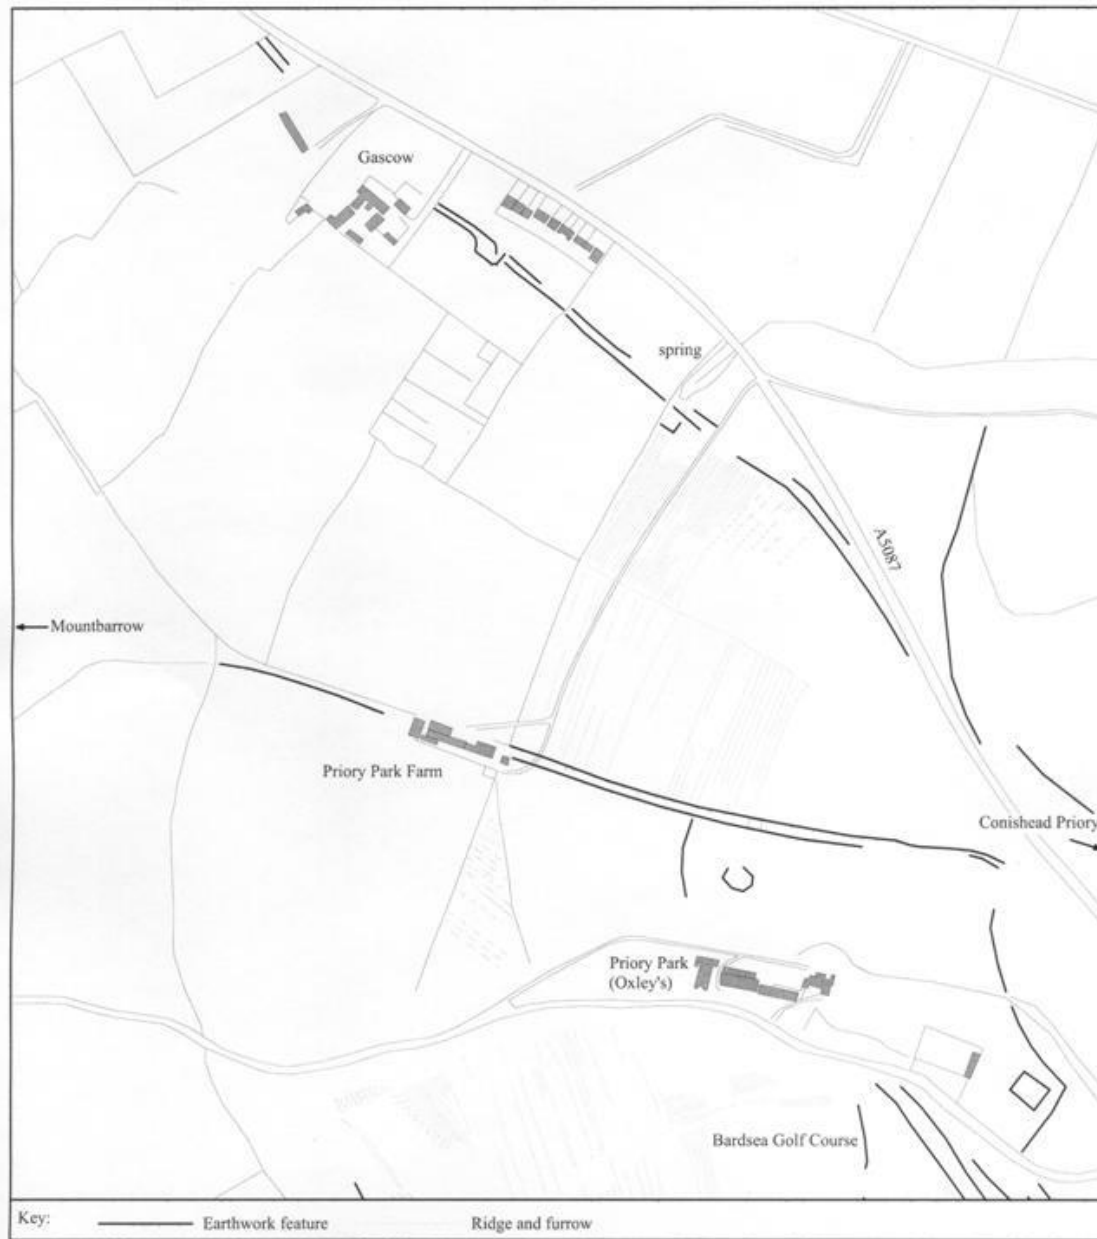 Gascow
spring
A5087
Mountbarrow
Priory Park Farm
Conishead Priory
Priory Park
(Oxley's)
Bardsea Golf Course
Key:
Earthwork feature
Ridge and furrow